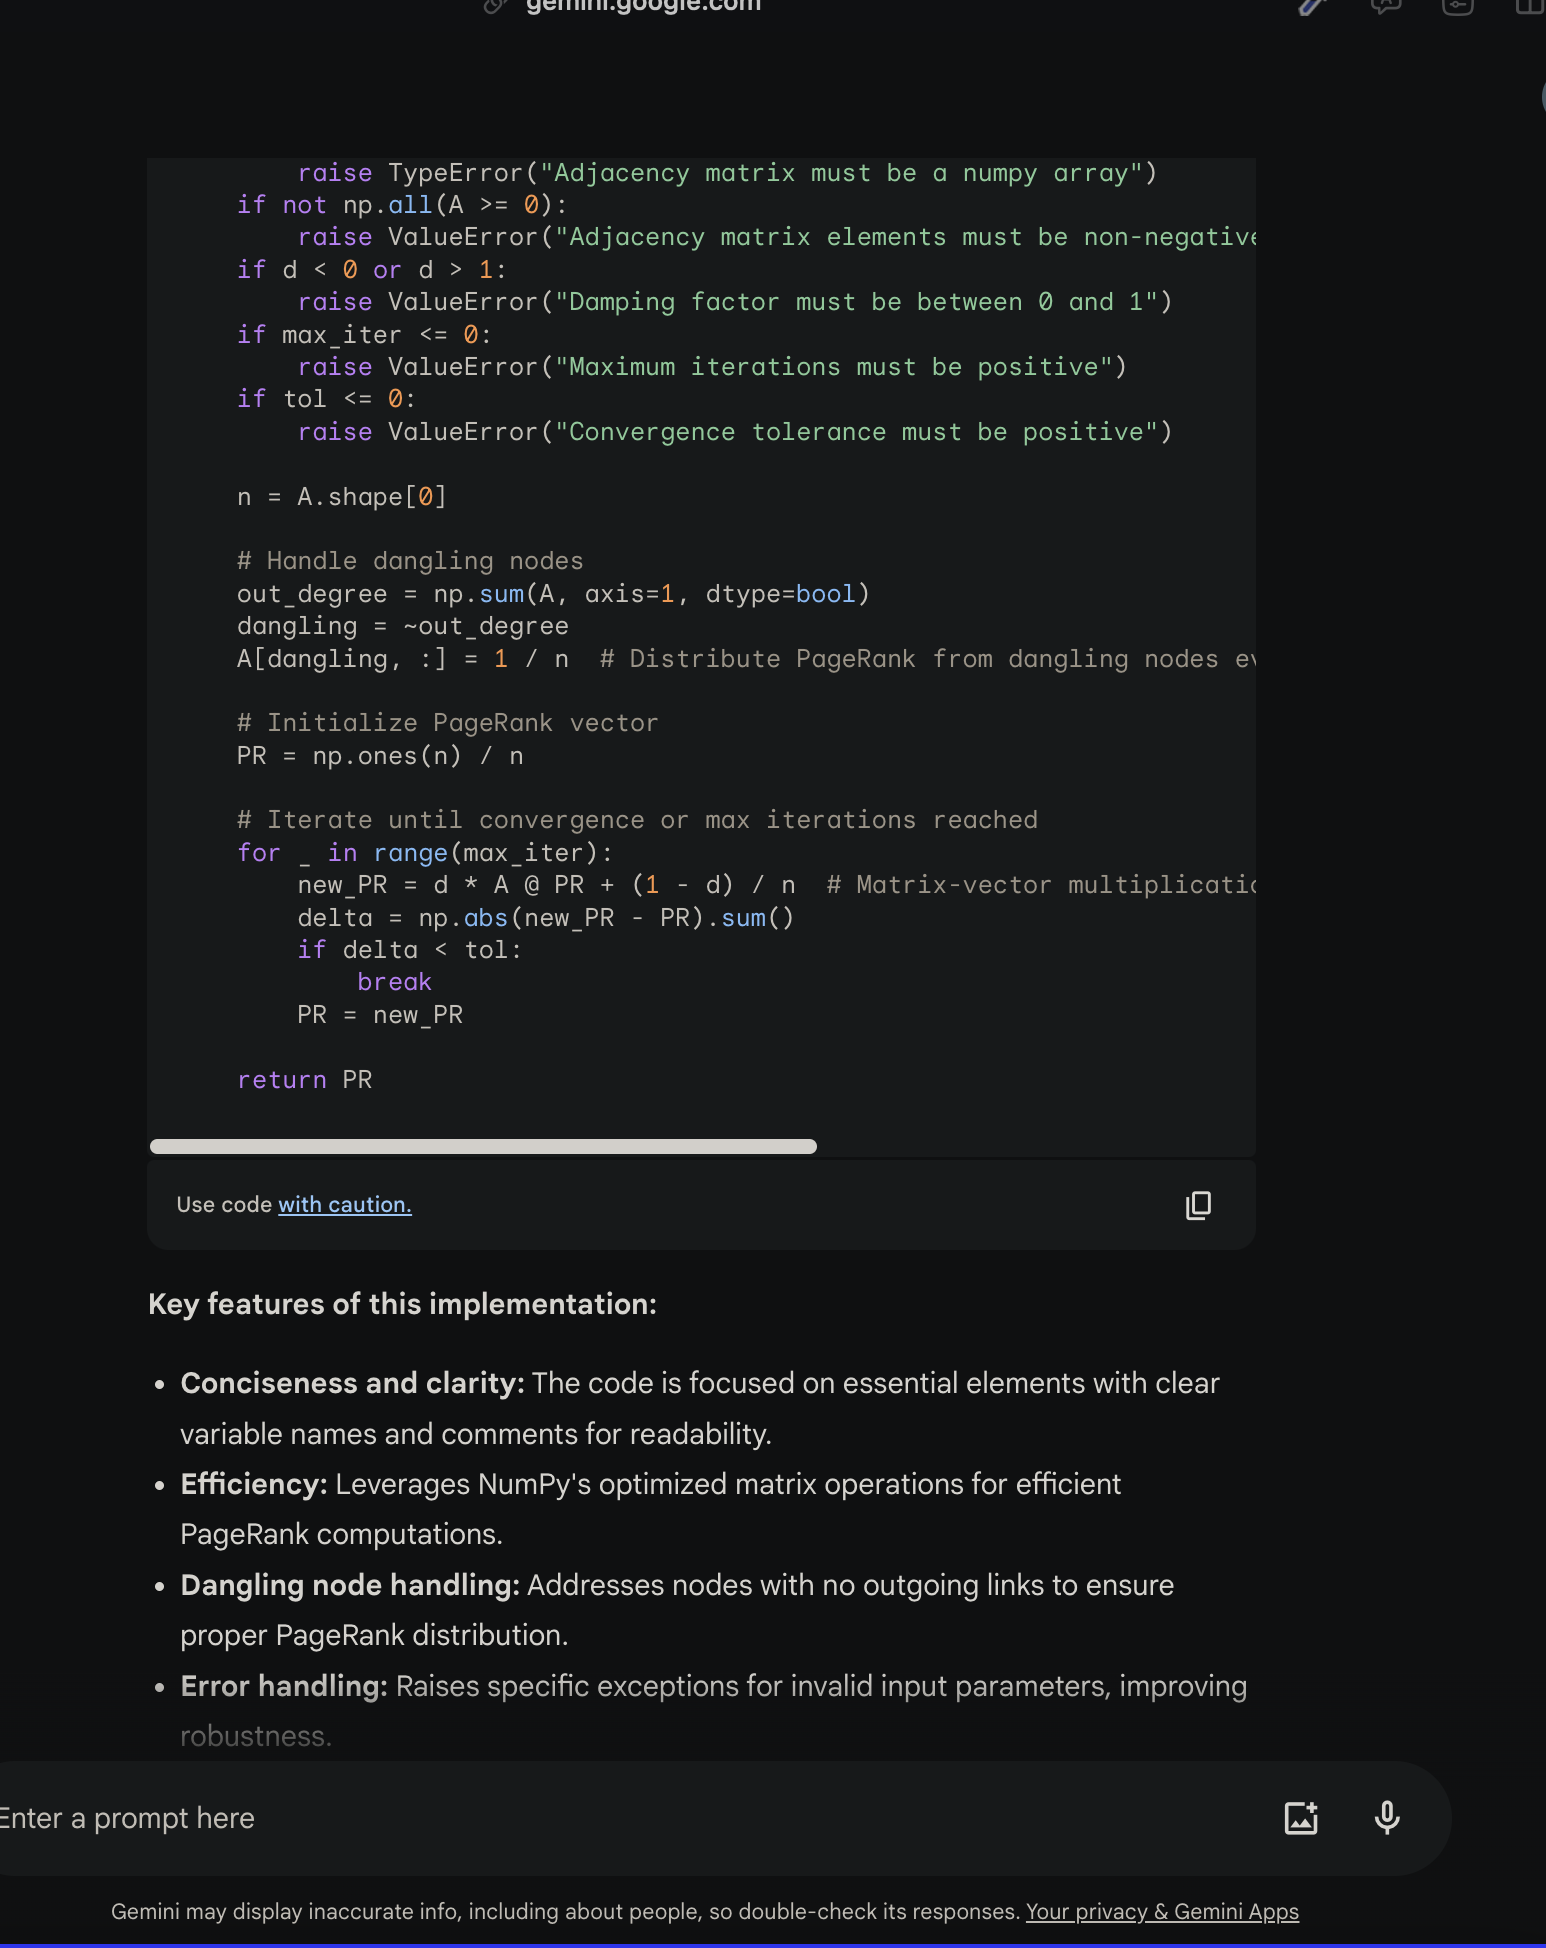 gemini.google.com
        raise TypeError("Adjacency matrix must be a numpy array")
    if not np.all(A >= 0):
        raise ValueError("Adjacency matrix elements must be non-negative
    if d < 0 or d > 1:
        raise ValueError("Damping factor must be between 0 and 1")
    if max_iter <= 0:
        raise ValueError("Maximum iterations must be positive")
    if tol <= 0:
        raise ValueError("Convergence tolerance must be positive")

    n = A.shape[0]

    # Handle dangling nodes
    out_degree = np.sum(A, axis=1, dtype=bool)
    dangling = ~out_degree
    A[dangling, :] = 1 / n  # Distribute PageRank from dangling nodes

    # Initialize PageRank vector
    PR = np.ones(n) / n

    # Iterate until convergence or max iterations reached
    for _ in range(max_iter):
        new_PR = d * A @ PR + (1 - d) / n  # Matrix-vector multiplicatio
        delta = np.abs(new_PR - PR).sum()
        if delta < tol:
            break
        PR = new_PR

    return PR

Use code with caution.
Key features of this implementation:
• Conciseness and clarity: The code is focused on essential elements with clear
variable names and comments for readability.
• Efficiency: Leverages NumPy's optimized matrix operations for efficient
PageRank computations.
• Dangling node handling: Addresses nodes with no outgoing links to ensure
proper PageRank distribution.
• Error handling: Raises specific exceptions for invalid input parameters, improving
robustness.
Enter a prompt here
Gemini may display inaccurate info, including about people, so double-check its responses. Your privacy & Gemini Apps